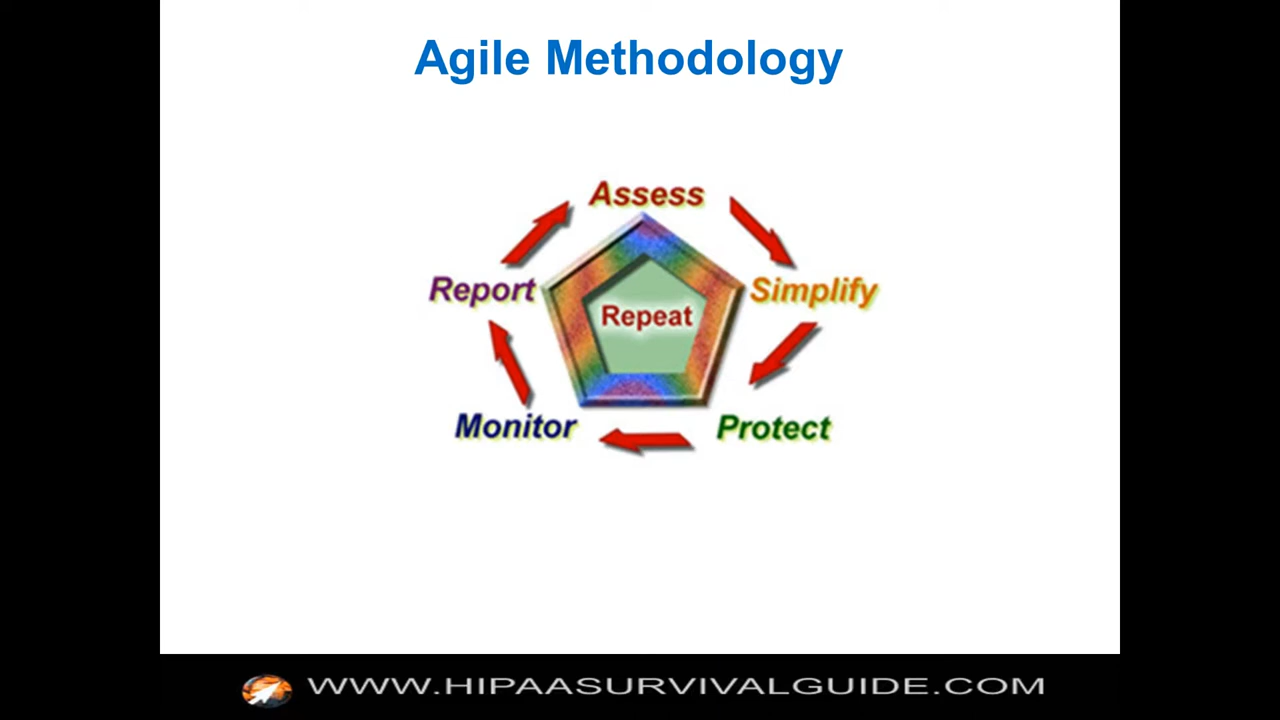 Agile Methodology
Assess
Report
Simplify
Repeat
Monitor
Protect
WWW.HIPAASURVIVALGUIDE.COM